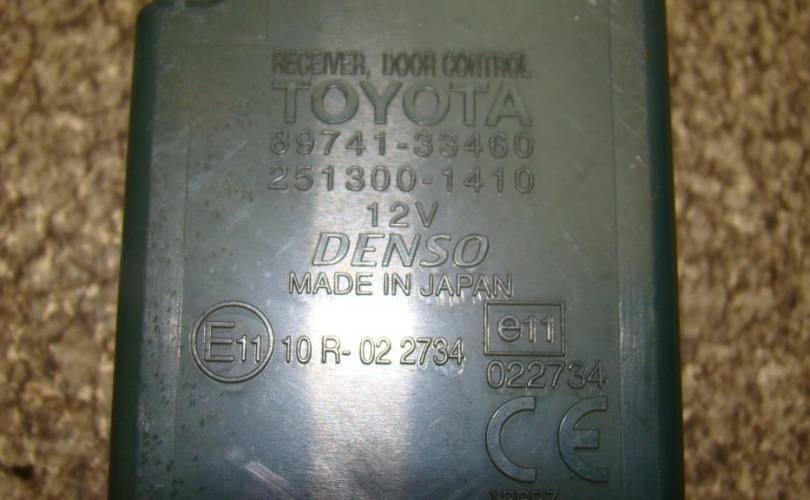 RECEIVER, DOOR CONTROL
TOYOTA
89741-33460
251300-1410
12V
DENSO
MADE IN JAPAN
E11 10 R-02 2734
e11
022734
CE